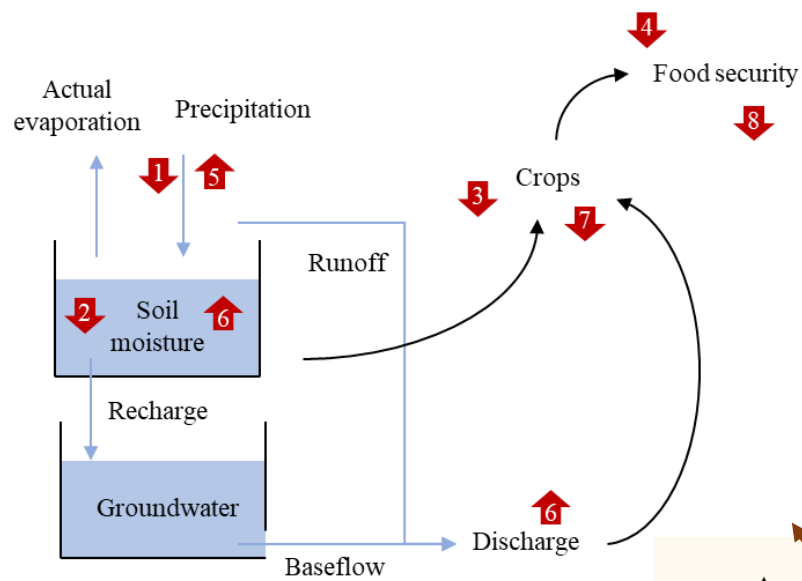 4
Food security
8
Actual
evaporation
Precipitation
1
5
3
Crops
7
Runoff
2
Soil
moisture
6
Recharge
Groundwater
6
Discharge
Baseflow